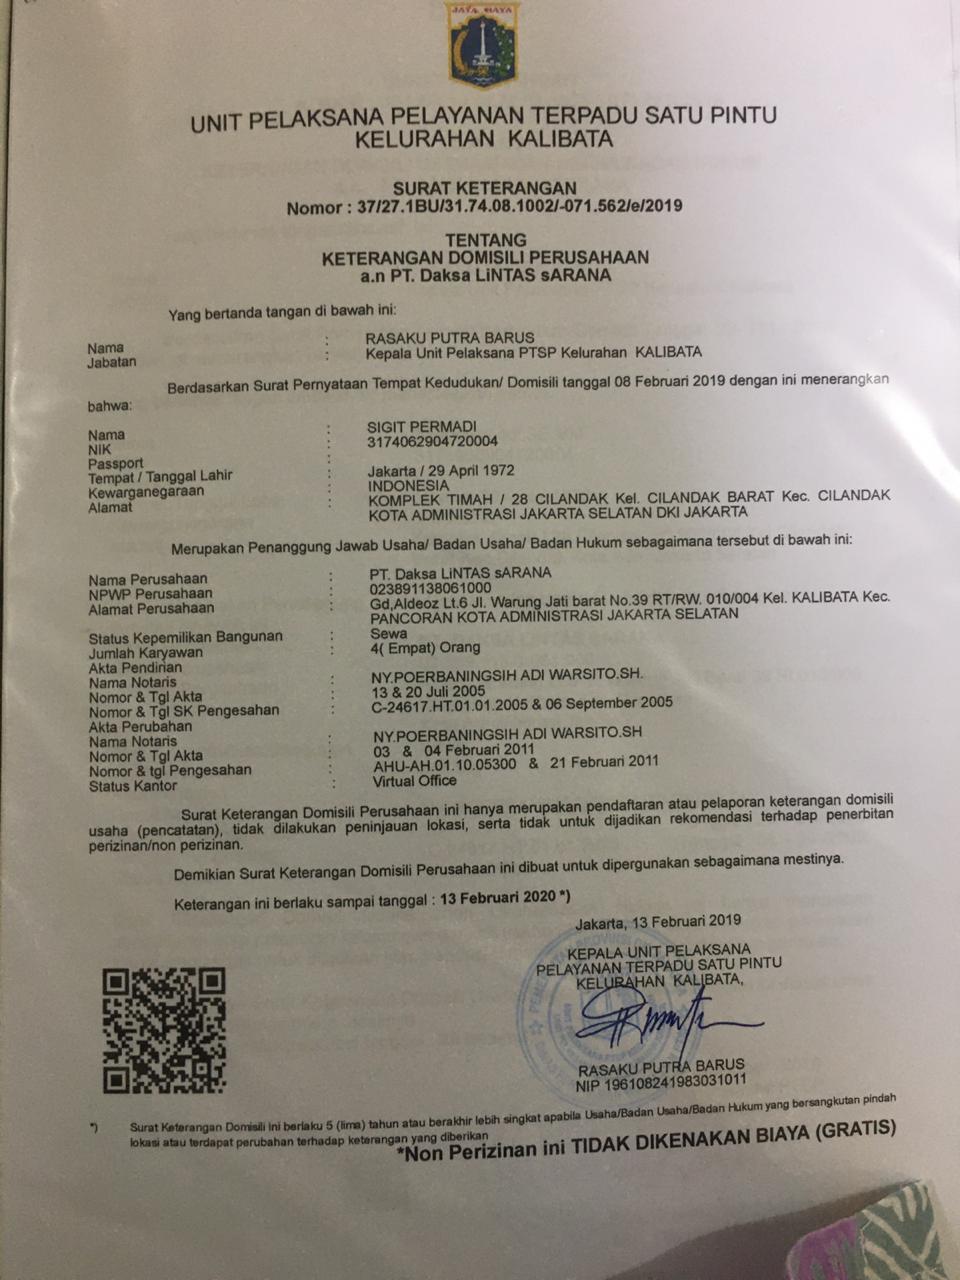 JAYA RAYA
UNIT PELAKSANA PELAYANAN TERPADU SATU PINTU
KELURAHAN KALIBATA
SURAT KETERANGAN
Nomor : 37/27.1BU/31.74.08.1002/-071.562/e/2019
TENTANG
KETERANGAN DOMISILI PERUSAHAAN
a.n PT. Daksa LiNTAS sARANA
Yang bertanda tangan di bawah ini:
Nama : RASAKU PUTRA BARUS
Jabatan : Kepala Unit Pelaksana PTSP Kelurahan KALIBATA
Berdasarkan Surat Pernyataan Tempat Kedudukan/ Domisili tanggal 08 Februari 2019 dengan ini menerangkan
bahwa:
Nama : SIGIT PERMADI
NIK : 3174062904720004
Passport :
Tempat / Tanggal Lahir : Jakarta / 29 April 1972
Kewarganegaraan : INDONESIA
Alamat : KOMPLEK TIMAH / 28 CILANDAK Kel. CILANDAK BARAT Kec. CILANDAK
KOTA ADMINISTRASI JAKARTA SELATAN DKI JAKARTA
Merupakan Penanggung Jawab Usaha/ Badan Usaha/ Badan Hukum sebagaimana tersebut di bawah ini:
Nama Perusahaan : PT. Daksa LiNTAS sARANA
NPWP Perusahaan : 023891138061000
Alamat Perusahaan : Gd,Aldeoz Lt.6 Jl. Warung Jati barat No.39 RT/RW. 010/004 Kel. KALIBATA Kec.
PANCORAN KOTA ADMINISTRASI JAKARTA SELATAN
Status Kepemilikan Bangunan : Sewa
Jumlah Karyawan : 4( Empat) Orang
Akta Pendirian
Nama Notaris : NY.POERBANINGSIH ADI WARSITO.SH.
Nomor & Tgl Akta : 13 & 20 Juli 2005
Nomor & Tgl SK Pengesahan : C-24617.HT.01.01.2005 & 06 September 2005
Akta Perubahan
Nama Notaris : NY.POERBANINGSIH ADI WARSITO.SH
Nomor & Tgl Akta : 03 & 04 Februari 2011
Nomor & tgl Pengesahan : AHU-AH.01.10.05300 & 21 Februari 2011
Status Kantor : Virtual Office
Surat Keterangan Domisili Perusahaan ini hanya merupakan pendaftaran atau pelaporan keterangan domisili
usaha (pencatatan), tidak dilakukan peninjauan lokasi, serta tidak untuk dijadikan rekomendasi terhadap penerbitan
perizinan/non perizinan.
Demikian Surat Keterangan Domisili Perusahaan ini dibuat untuk dipergunakan sebagaimana mestinya.
Keterangan ini berlaku sampai tanggal : 13 Februari 2020 *)
Jakarta, 13 Februari 2019
KEPALA UNIT PELAKSANA
PELAYANAN TERPADU SATU PINTU
KELURAHAN KALIBATA,
RASAKU PUTRA BARUS
NIP 196108241983031011
*) Surat Keterangan Domisili ini berlaku 5 (lima) tahun atau berakhir lebih singkat apabila Usaha/Badan Usaha/Badan Hukum yang bersangkutan pindah
lokasi atau terdapat perubahan terhadap keterangan yang diberikan
*Non Perizinan ini TIDAK DIKENAKAN BIAYA (GRATIS)